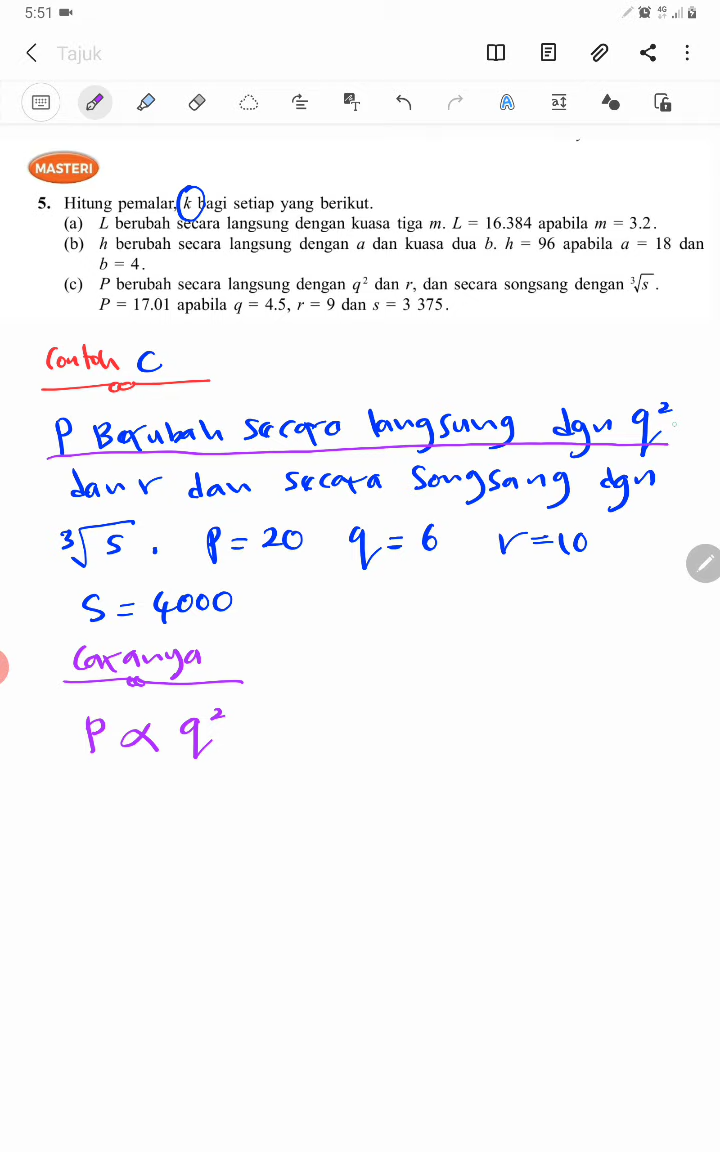 5:51 4G
Tajuk
MASTERI
5. Hitung pemalar, k bagi setiap yang berikut.
(a) L berubah secara langsung dengan kuasa tiga m. L = 16.384 apabila m = 3.2.
(b) h berubah secara langsung dengan a dan kuasa dua b. h = 96 apabila a = 18 dan
b = 4.
(c) P berubah secara langsung dengan q² dan r, dan secara songsang dengan ∛s.
P = 17.01 apabila q = 4.5, r = 9 dan s = 3 375.
Contoh C
P Berubah secara langsung dgn q²
dan r dan secara songsang dgn
∛s. P = 20 q = 6 r = 10
S = 4000
Caranya
P ∝ q²